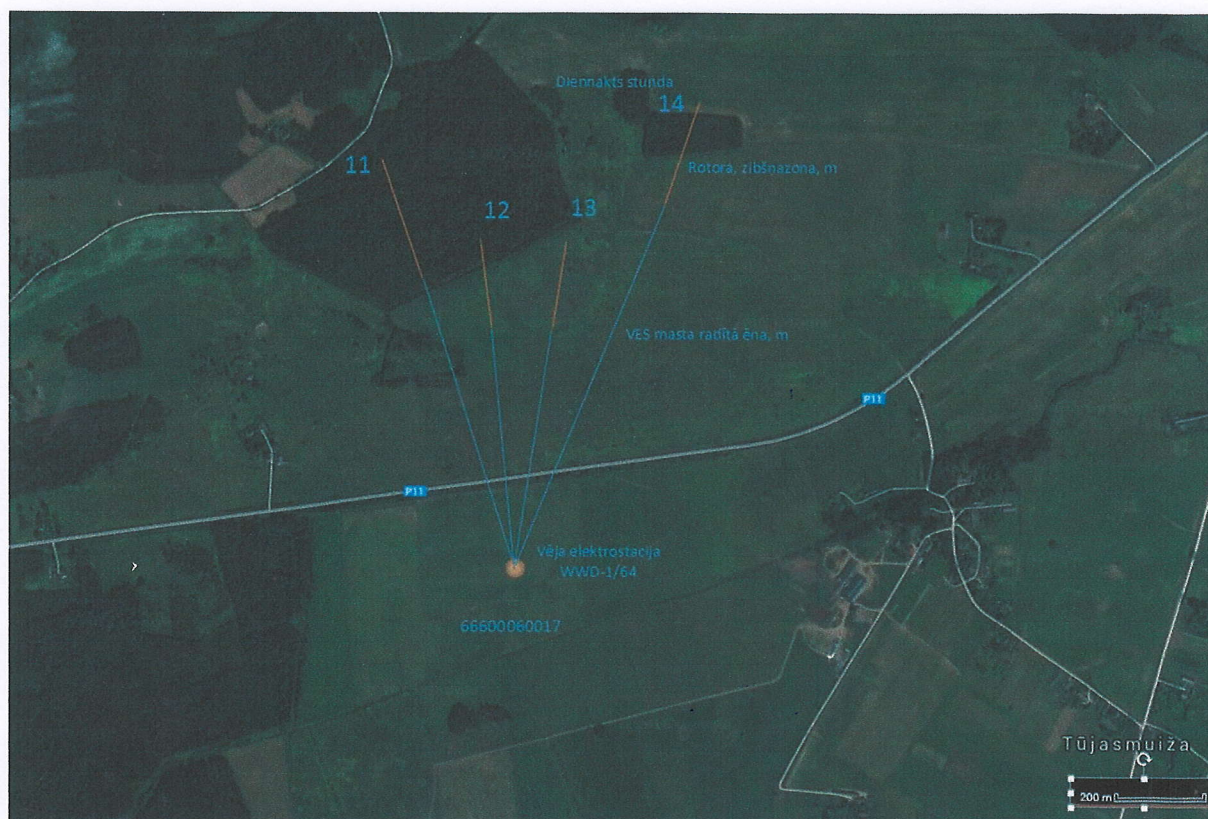 Diennakts stunda
14
11
Rotora, zibšņazona, m
12
13
VES masta radītā ēna, m
P11
P11
Vēja elektrostacija
WWD-1/64
66600060017
Tūjasmuiža
200 m